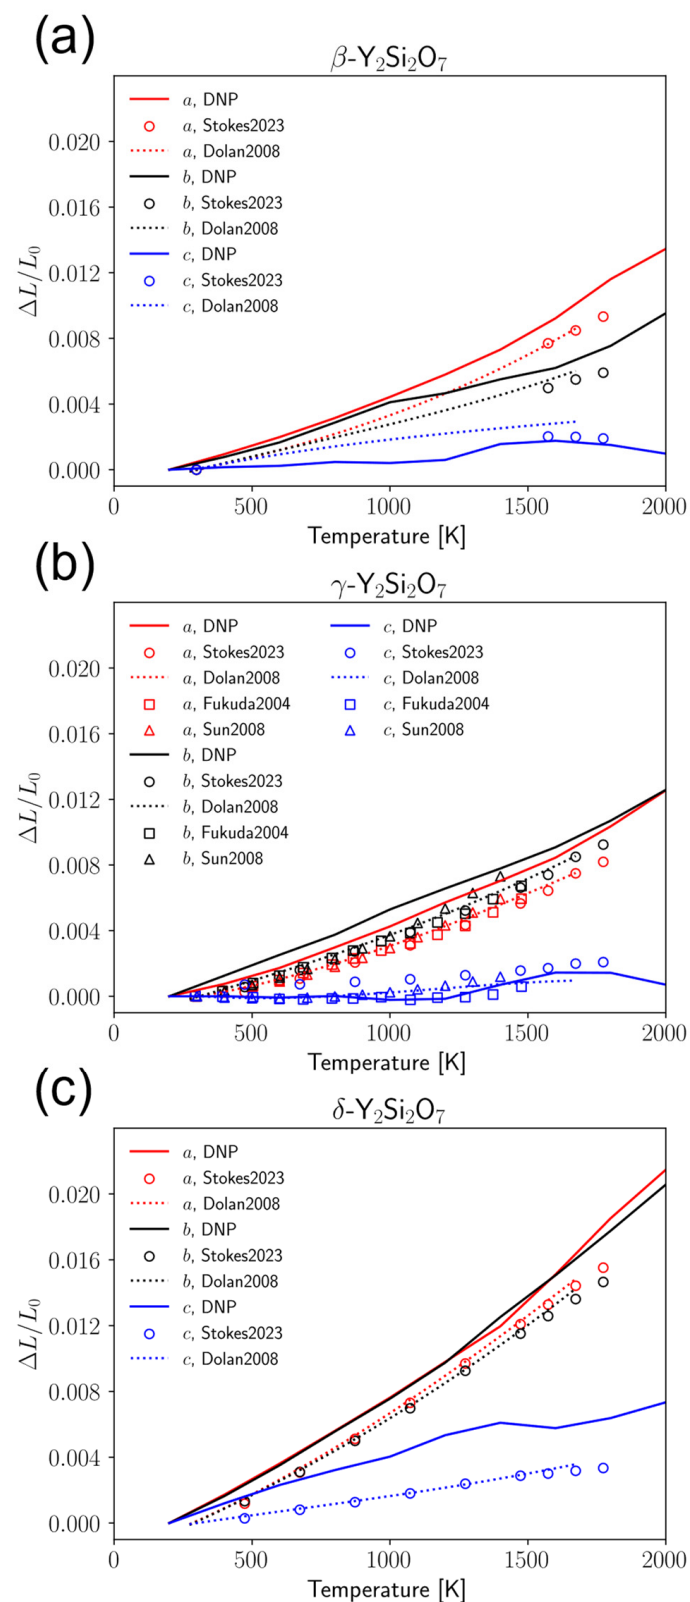 (a)
β-Y₂Si₂O₇
a, DNP
a, Stokes2023
a, Dolan2008
b, DNP
b, Stokes2023
b, Dolan2008
c, DNP
c, Stokes2023
c, Dolan2008
0.020
0.016
0.012
0.008
0.004
0.000
ΔL/L₀
0 500 1000 1500 2000
Temperature [K]
(b)
γ-Y₂Si₂O₇
a, DNP c, DNP
a, Stokes2023 c, Stokes2023
a, Dolan2008 c, Dolan2008
a, Fukuda2004 c, Fukuda2004
a, Sun2008 c, Sun2008
b, DNP
b, Stokes2023
b, Dolan2008
b, Fukuda2004
b, Sun2008
0.020
0.016
0.012
0.008
0.004
0.000
ΔL/L₀
0 500 1000 1500 2000
Temperature [K]
(c)
δ-Y₂Si₂O₇
a, DNP
a, Stokes2023
a, Dolan2008
b, DNP
b, Stokes2023
b, Dolan2008
c, DNP
c, Stokes2023
c, Dolan2008
0.020
0.016
0.012
0.008
0.004
0.000
ΔL/L₀
0 500 1000 1500 2000
Temperature [K]